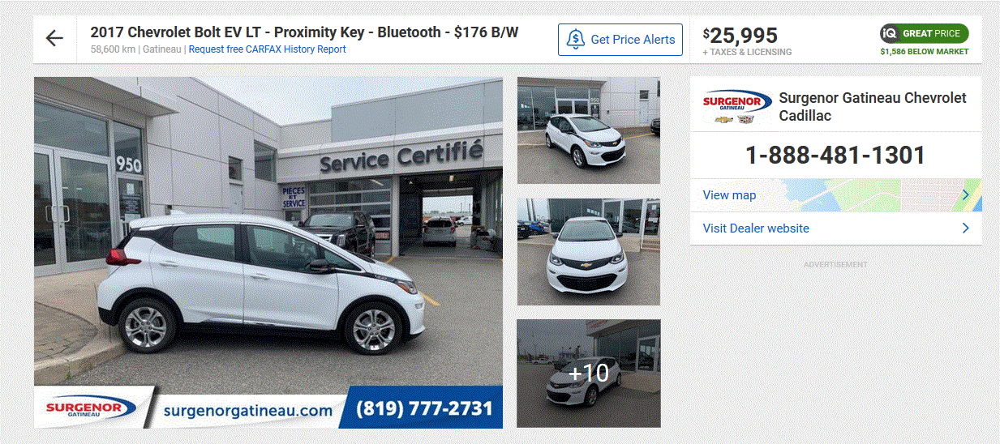 2017 Chevrolet Bolt EV LT - Proximity Key - Bluetooth - $176 B/W
58,600 km | Gatineau | Request free CARFAX History Report
Get Price Alerts
$25,995
+ TAXES & LICENSING
iQ GREAT PRICE
$1,586 BELOW MARKET
950
Service Certifié
PIÈCES
ET
SERVICE
SURGENOR
GATINEAU
surgenorgatineau.com
(819) 777-2731
950
+10
SURGENOR
GATINEAU
Surgenor Gatineau Chevrolet
Cadillac
1-888-481-1301
View map
Visit Dealer website
ADVERTISEMENT